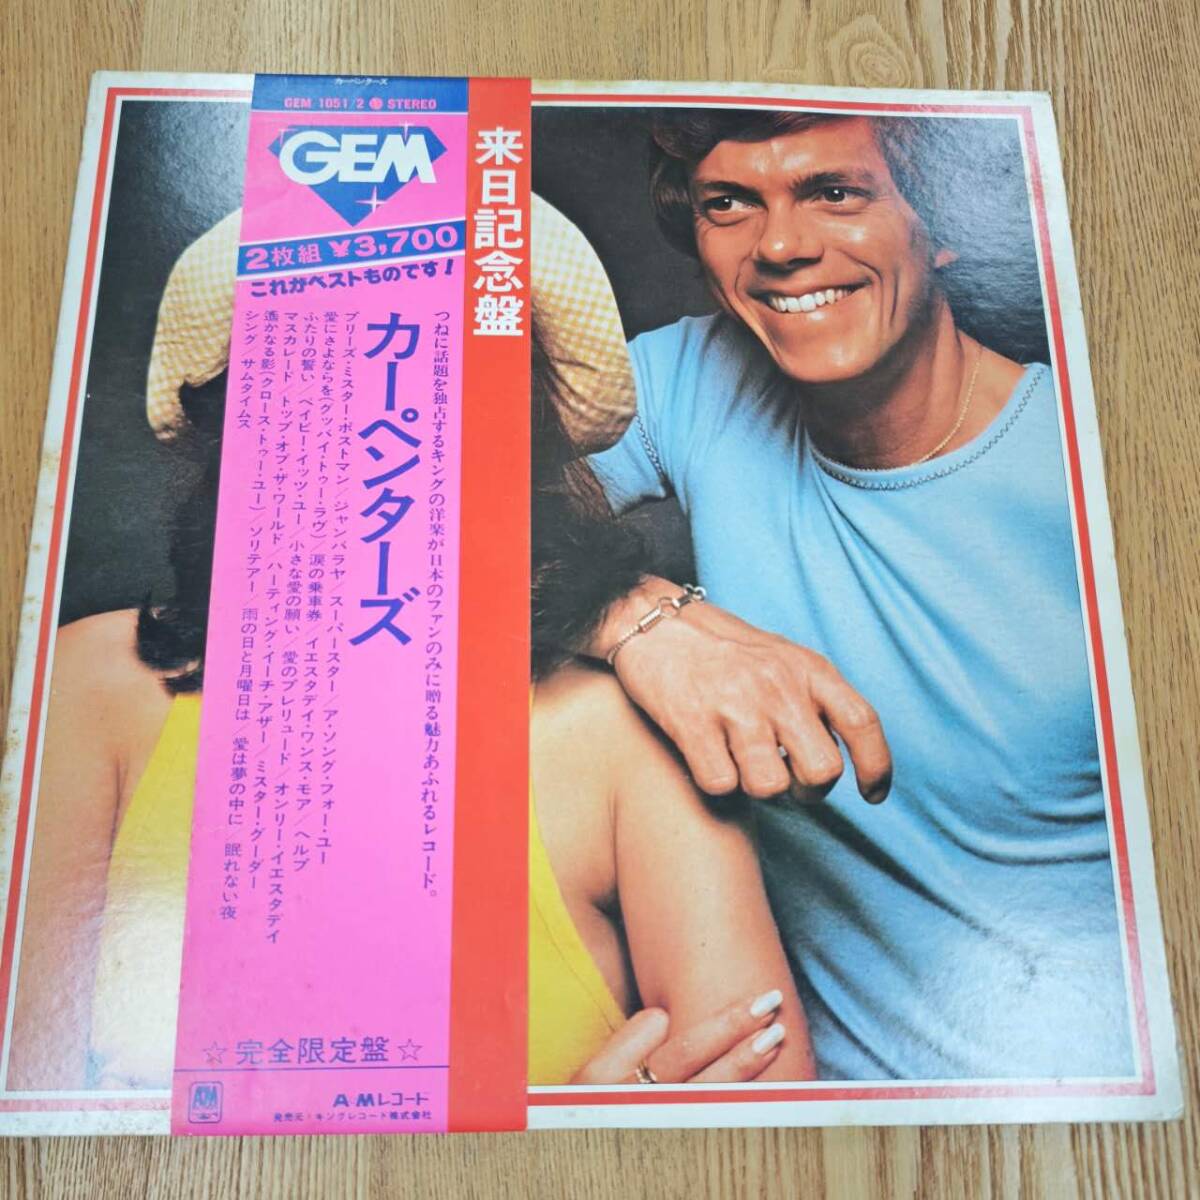 カーペンターズ
GEM 1051/2 STEREO
GEM
2枚組 ¥3,700
これがベストものです!
来日記念盤
つねに話題を独占するキングの洋楽が日本のファンのみに贈る魅力あふれるレコード。
カーペンターズ
プリーズ・ミスター・ポストマン/ジャンバラヤ/スーパースター/ア・ソング・フォー・ユー
愛にさよならを(グッバイ・トゥー・ラヴ)/涙の乗車券/イエスタデイ・ワンス・モア/ヘルプ
ふたりの誓い/ベイビー・イッツ・ユー/小さな愛の願い/愛のプレリュード/オンリー・イエスタデイ
マスカレード/トップ・オブ・ザ・ワールド/ハーティング・イーチ・アザー/ミスター・グーダー
遙かなる影(クロース・トゥー・ユー)/ソリテアー/雨の日と月曜日は/愛は夢の中に/眠れない夜
シング/サムタイムス
☆完全限定盤☆
A&M
A&Mレコード
発売元:キングレコード株式会社